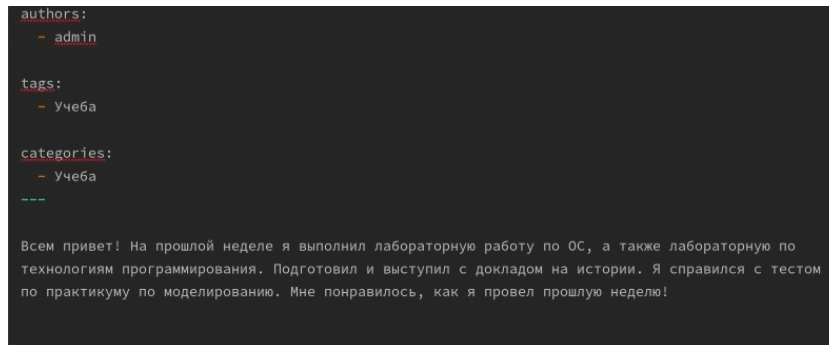 authors:
- admin
tags:
- Учеба
categories:
- Учеба
---
Всем привет! На прошлой неделе я выполнил лабораторную работу по ОС, а также лабораторную по
технологиям программирования. Подготовил и выступил с докладом на истории. Я справился с тестом
по практикуму по моделированию. Мне понравилось, как я провел прошлую неделю!